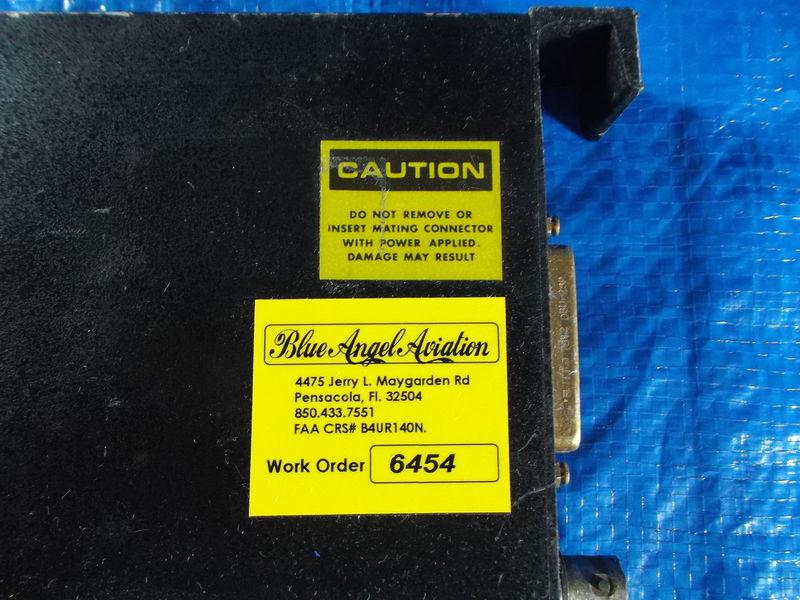 CAUTION
DO NOT REMOVE OR
INSERT MATING CONNECTOR
WITH POWER APPLIED.
DAMAGE MAY RESULT
Blue Angel Aviation
4475 Jerry L. Maygarden Rd
Pensacola, Fl. 32504
850.433.7551
FAA CRS# B4UR140N.
Work Order 6454